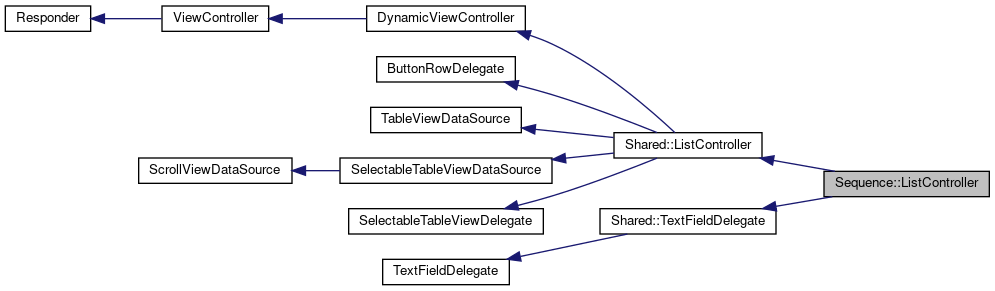 Responder
ViewController
DynamicViewController
ButtonRowDelegate
TableViewDataSource
Shared::ListController
ScrollViewDataSource
SelectableTableViewDataSource
Sequence::ListController
SelectableTableViewDelegate
Shared::TextFieldDelegate
TextFieldDelegate